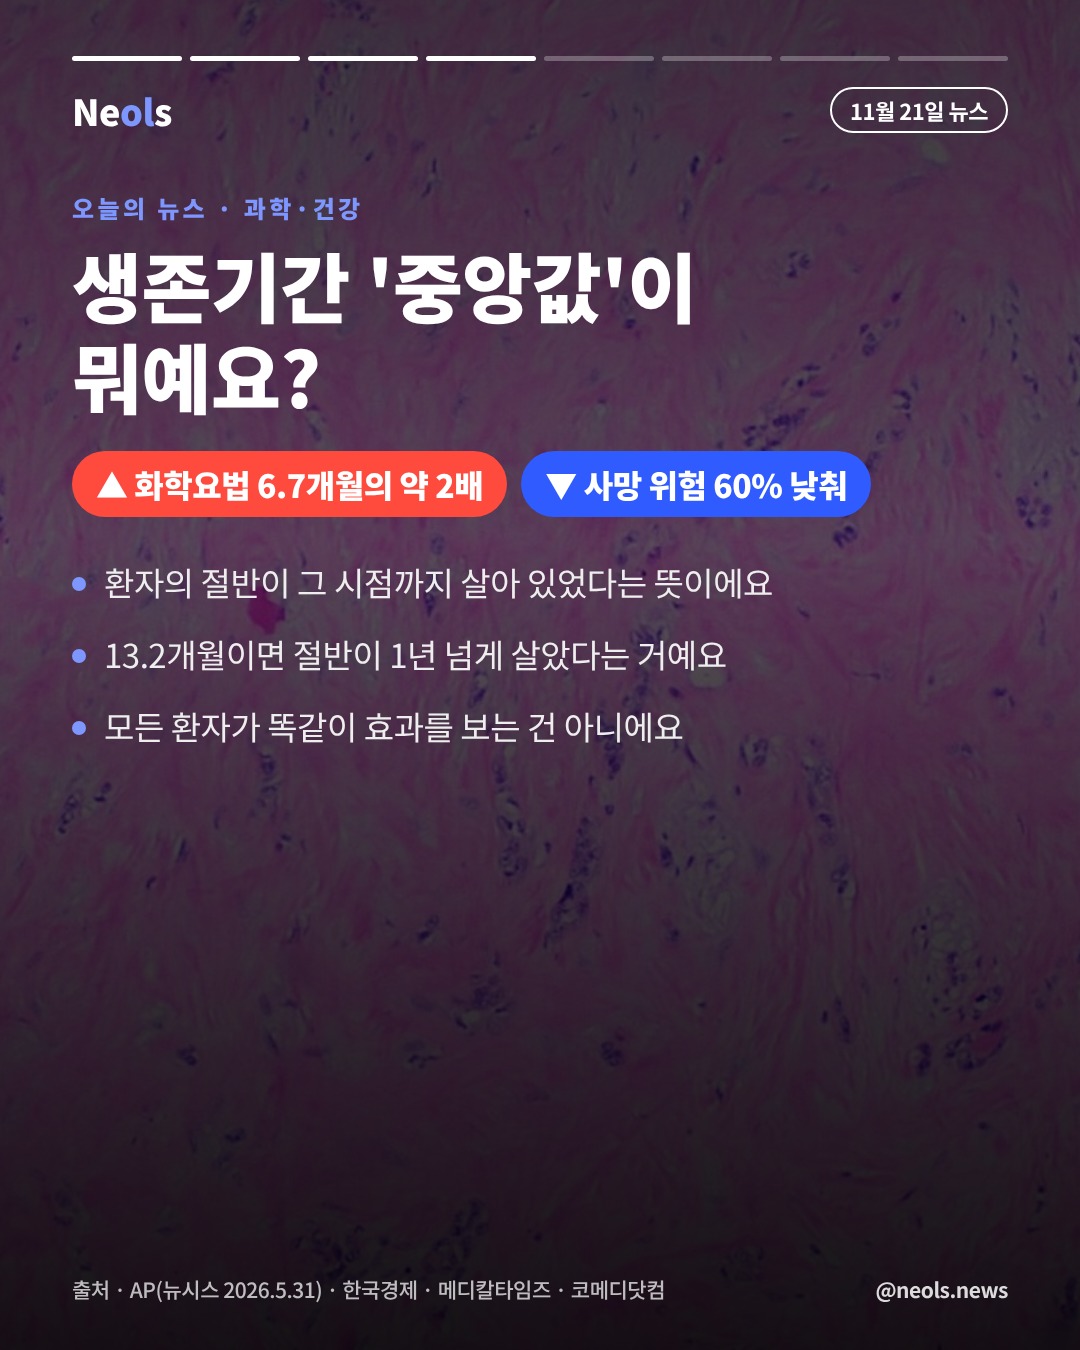 Neols
11월 21일 뉴스
오늘의 뉴스 · 과학·건강
생존기간 '중앙값'이
뭐예요?
▲ 화학요법 6.7개월의 약 2배
▼ 사망 위험 60% 낮춰
환자의 절반이 그 시점까지 살아 있었다는 뜻이에요
13.2개월이면 절반이 1년 넘게 살았다는 거예요
모든 환자가 똑같이 효과를 보는 건 아니에요
출처 · AP(뉴시스 2026.5.31) · 한국경제 · 메디칼타임즈 · 코메디닷컴
@neols.news